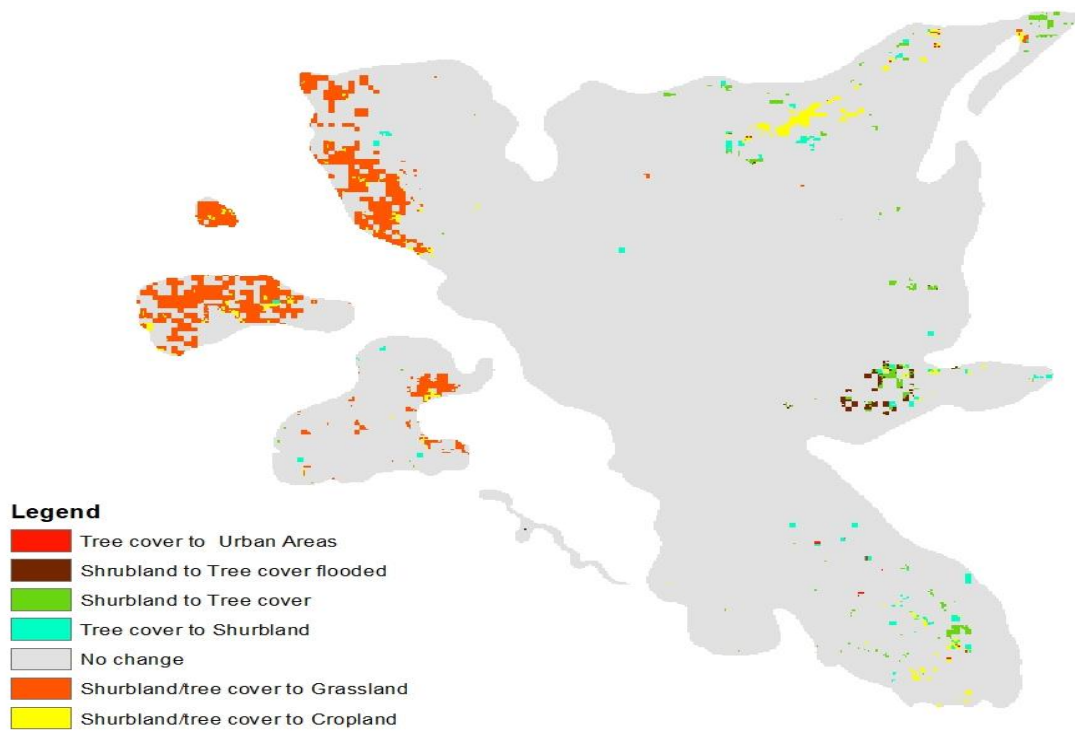 Legend
Tree cover to Urban Areas
Shrubland to Tree cover flooded
Shurbland to Tree cover
Tree cover to Shurbland
No change
Shurbland/tree cover to Grassland
Shurbland/tree cover to Cropland